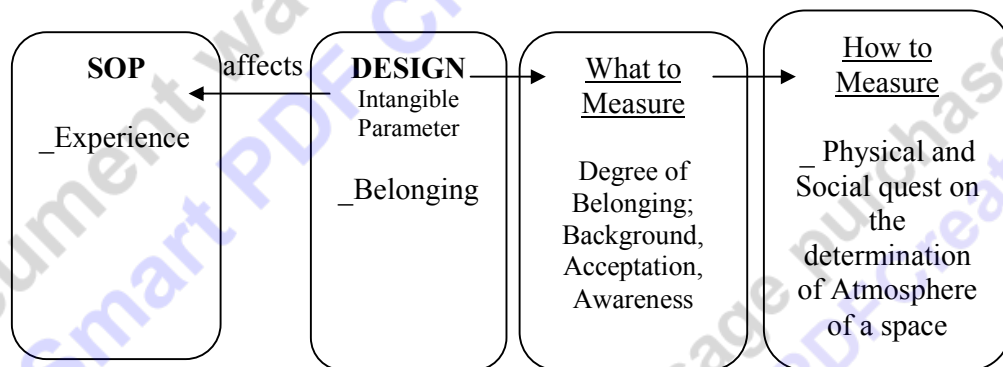 SOP
_Experience
affects
DESIGN
Intangible
Parameter
_Belonging
What to
Measure
Degree of
Belonging;
Background,
Acceptation,
Awareness
How to
Measure
_ Physical and
Social quest on
the
determination
of Atmosphere
of a space